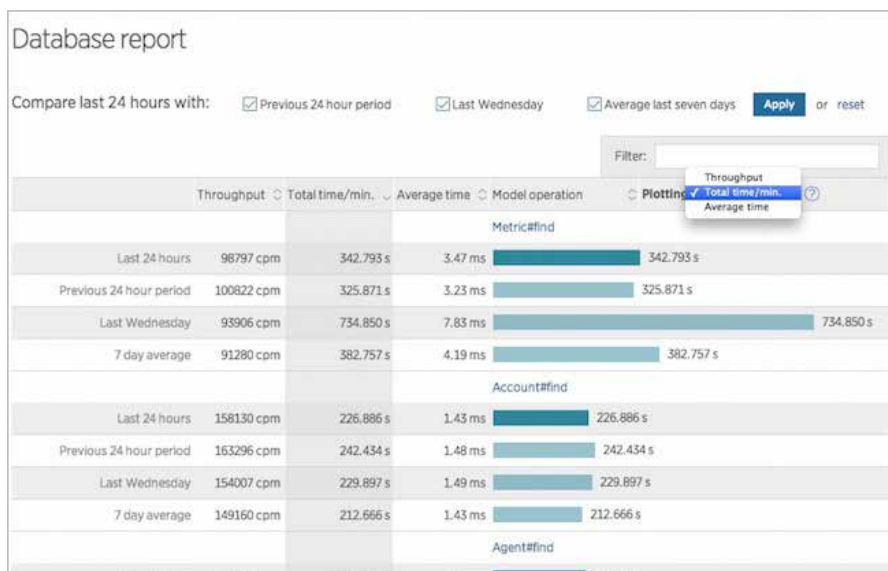 Database report
Compare last 24 hours with: Previous 24 hour period Last Wednesday Average last seven days Apply or reset
Filter:
Throughput
Throughput Total time/min. Average time Model operation Plotting ✓ Total time/min. ?
Average time
Metric#find
Last 24 hours 98797 cpm 342.793 s 3.47 ms 342.793 s
Previous 24 hour period 100822 cpm 325.871 s 3.23 ms 325.871 s
Last Wednesday 93906 cpm 734.850 s 7.83 ms 734.850 s
7 day average 91280 cpm 382.757 s 4.19 ms 382.757 s
Account#find
Last 24 hours 158130 cpm 226.886 s 1.43 ms 226.886 s
Previous 24 hour period 163296 cpm 242.434 s 1.48 ms 242.434 s
Last Wednesday 154007 cpm 229.897 s 1.49 ms 229.897 s
7 day average 149160 cpm 212.666 s 1.43 ms 212.666 s
Agent#find